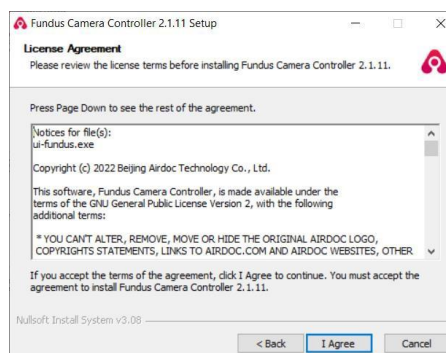 Fundus Camera Controller 2.1.11 Setup
License Agreement
Please review the license terms before installing Fundus Camera Controller 2.1.11.
Press Page Down to see the rest of the agreement.
Notices for file(s):
ui-fundus.exe
Copyright (c) 2022 Beijing Airdoc Technology Co., Ltd.
This software, Fundus Camera Controller, is made available under the
terms of the GNU General Public License Version 2, with the following
additional terms:
* YOU CAN'T ALTER, REMOVE, MOVE OR HIDE THE ORIGINAL AIRDOC LOGO,
COPYRIGHTS STATEMENTS, LINKS TO AIRDOC.COM AND AIRDOC WEBSITES, OTHER
If you accept the terms of the agreement, click I Agree to continue. You must accept the
agreement to install Fundus Camera Controller 2.1.11.
Nullsoft Install System v3.08
< Back
I Agree
Cancel